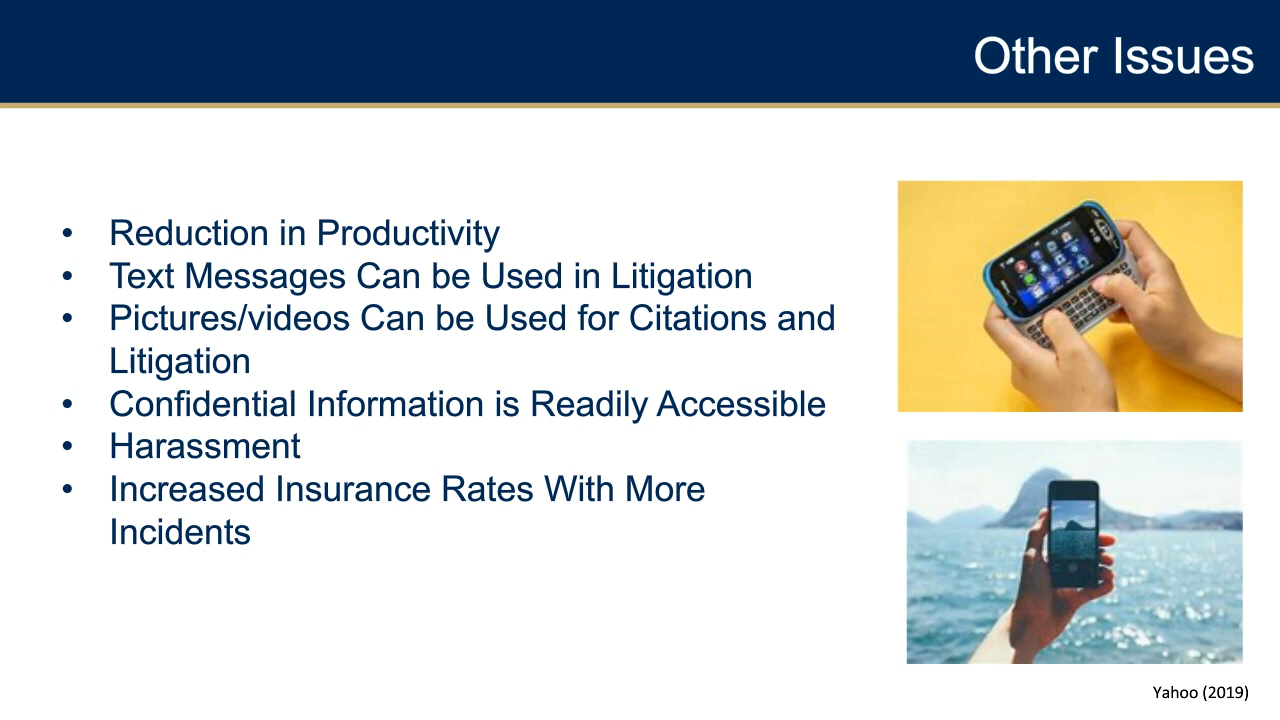 Other Issues
• Reduction in Productivity
• Text Messages Can be Used in Litigation
• Pictures/videos Can be Used for Citations and
Litigation
• Confidential Information is Readily Accessible
• Harassment
• Increased Insurance Rates With More
Incidents
Yahoo (2019)